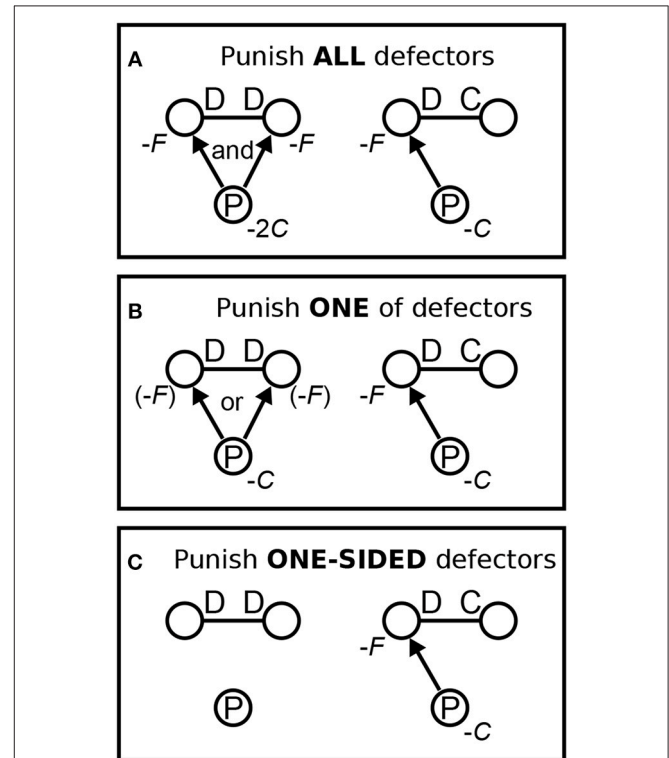 A Punish ALL defectors
D D D C
-F and -F -F
P P
-2C -C
B Punish ONE of defectors
D D D C
(-F) or (-F) -F
P P
-C -C
C Punish ONE-SIDED defectors
D D D C
-F
P P
-C